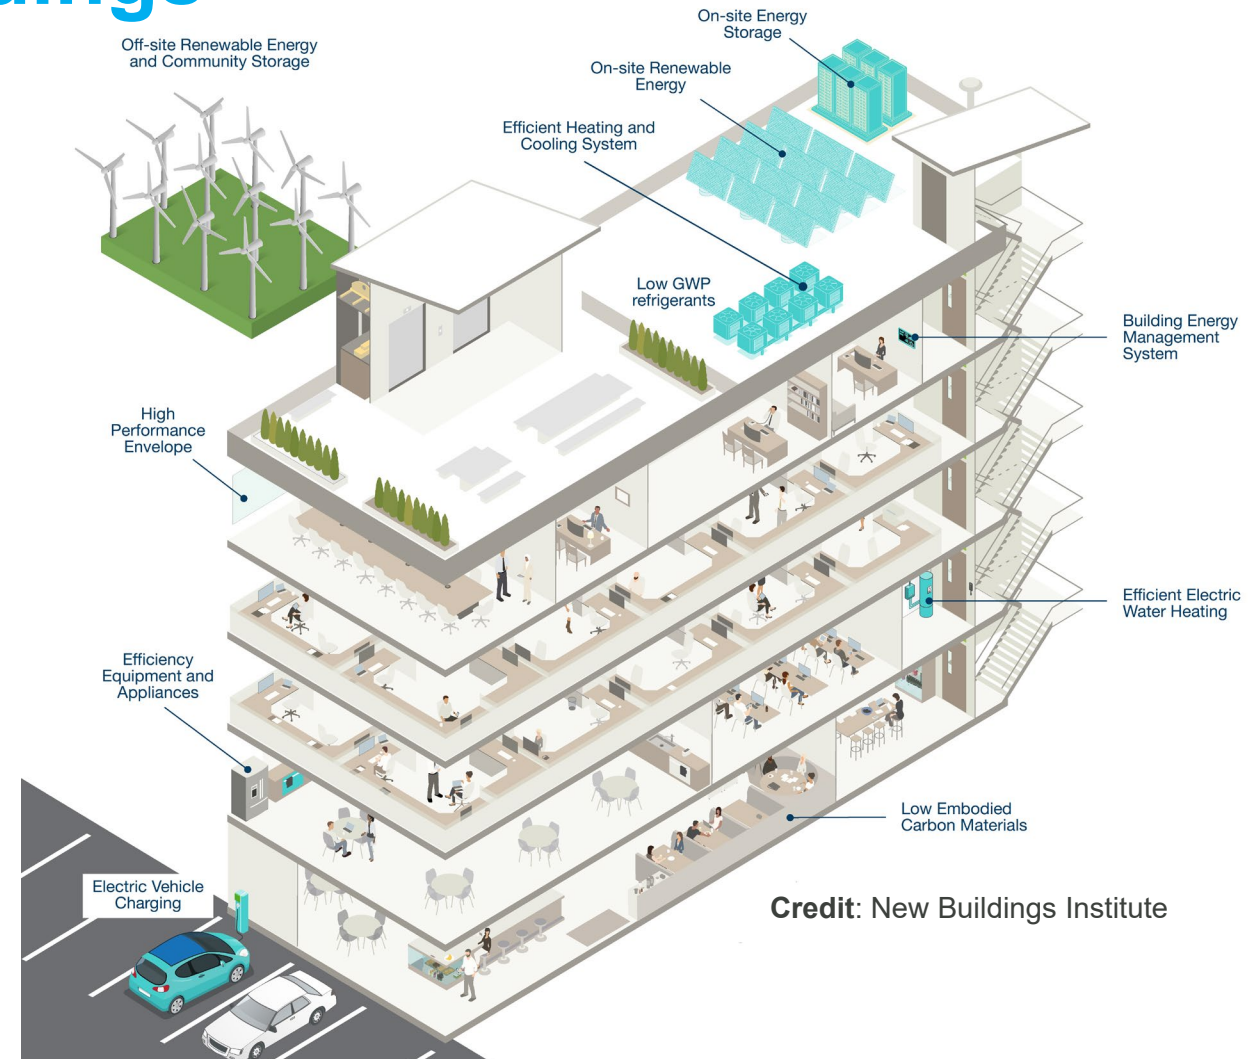 On-site Energy
Storage
Off-site Renewable Energy
and Community Storage
On-site Renewable
Energy
Efficient Heating and
Cooling System
Low GWP
refrigerants
Building Energy
Management
System
High
Performance
Envelope
Efficient Electric
Water Heating
Efficiency
Equipment and
Appliances
Low Embodied
Carbon Materials
Electric Vehicle
Charging
Credit: New Buildings Institute